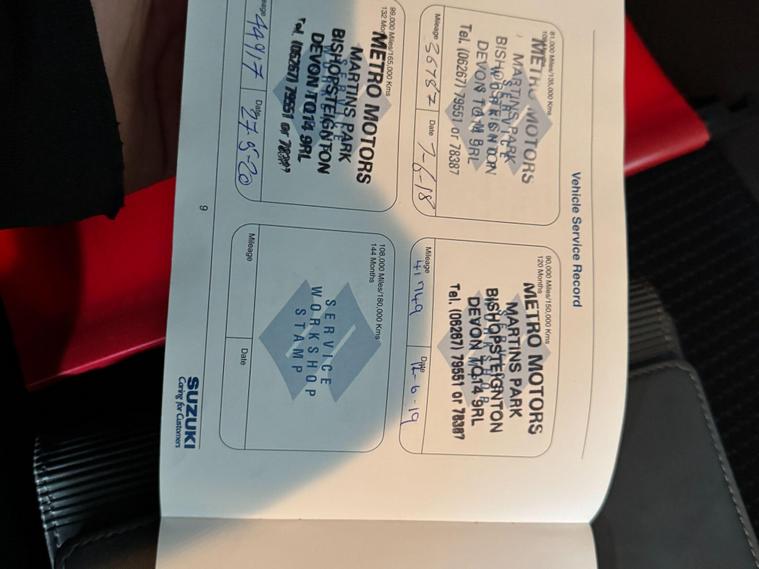 Vehicle Service Record
81,000 Miles/135,000 Kms
METRO MOTORS
MARTINS PARK
BISHOPSTEIGNTON
DEVON TQ14 9RL
Tel. (06267) 79551 or 78387
Mileage 36787 Date 7-6-18
90,000 Miles/150,000 Kms
120 Months
METRO MOTORS
MARTINS PARK
BISHOPSTEIGNTON
DEVON TQ14 9RL
Tel. (06267) 79551 or 78387
Mileage 41749 Date 12-6-19
99,000 Miles/165,000 Kms
132 Months
METRO MOTORS
MARTINS PARK
BISHOPSTEIGNTON
DEVON TQ14 9RL
Tel. (06267) 79551 or 78387
Mileage 44917 Date 27-5-20
108,000 Miles/180,000 Kms
144 Months
SERVICE
WORKSHOP
STAMP
Mileage Date
9
SUZUKI
Caring for Customers